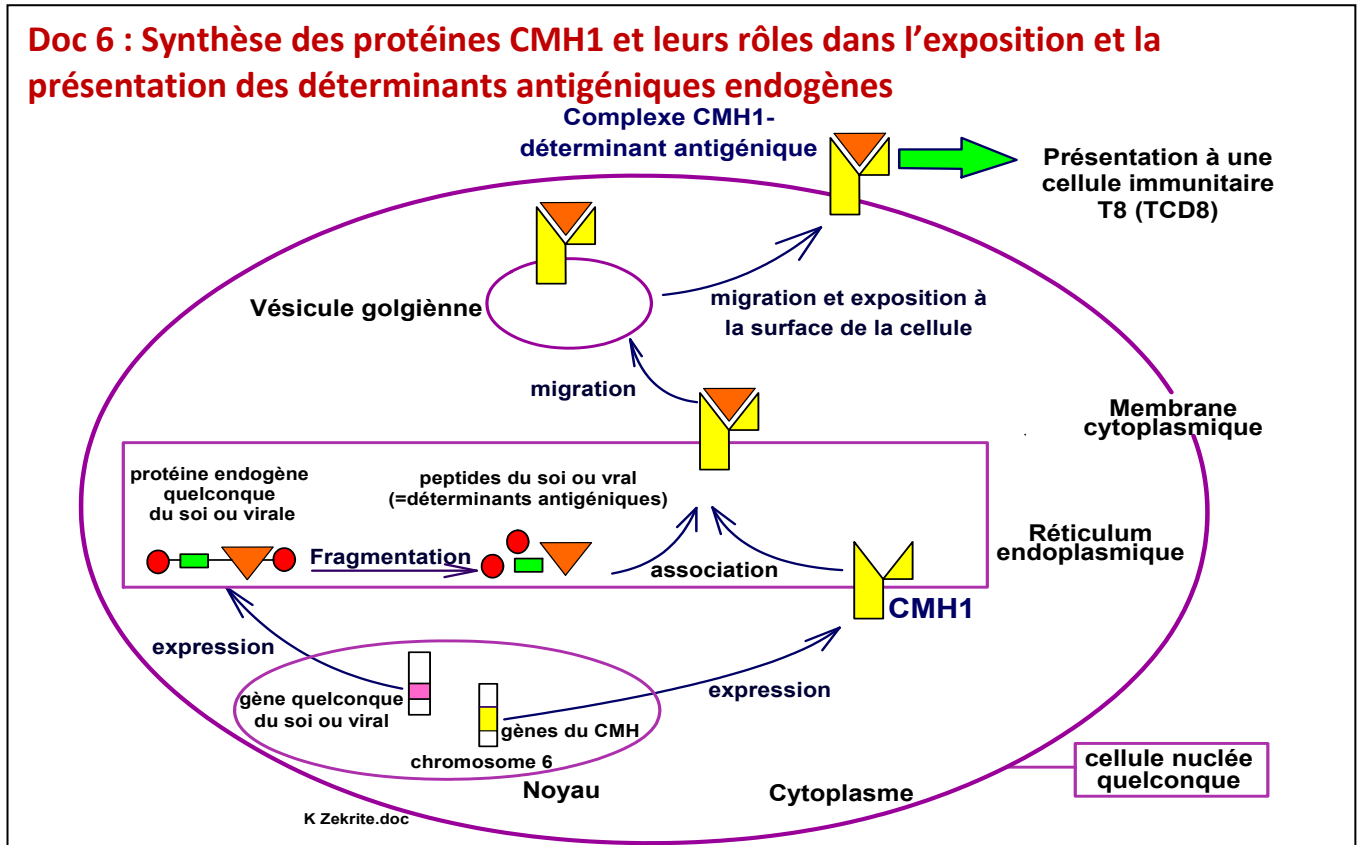 Doc 6 : Synthèse des protéines CMH1 et leurs rôles dans l’exposition et la
présentation des déterminants antigéniques endogènes
Complexe CMH1-
déterminant antigénique
Présentation à une
cellule immunitaire
T8 (TCD8)
Vésicule golgiènne
migration et exposition à
la surface de la cellule
migration
Membrane
cytoplasmique
protéine endogène
quelconque
du soi ou virale
peptides du soi ou vral
(=déterminants antigéniques)
Réticulum
endoplasmique
Fragmentation
association
CMH1
expression
expression
gène quelconque
du soi ou viral
gènes du CMH
chromosome 6
Noyau
Cytoplasme
cellule nuclée
quelconque
K Zekrite.doc